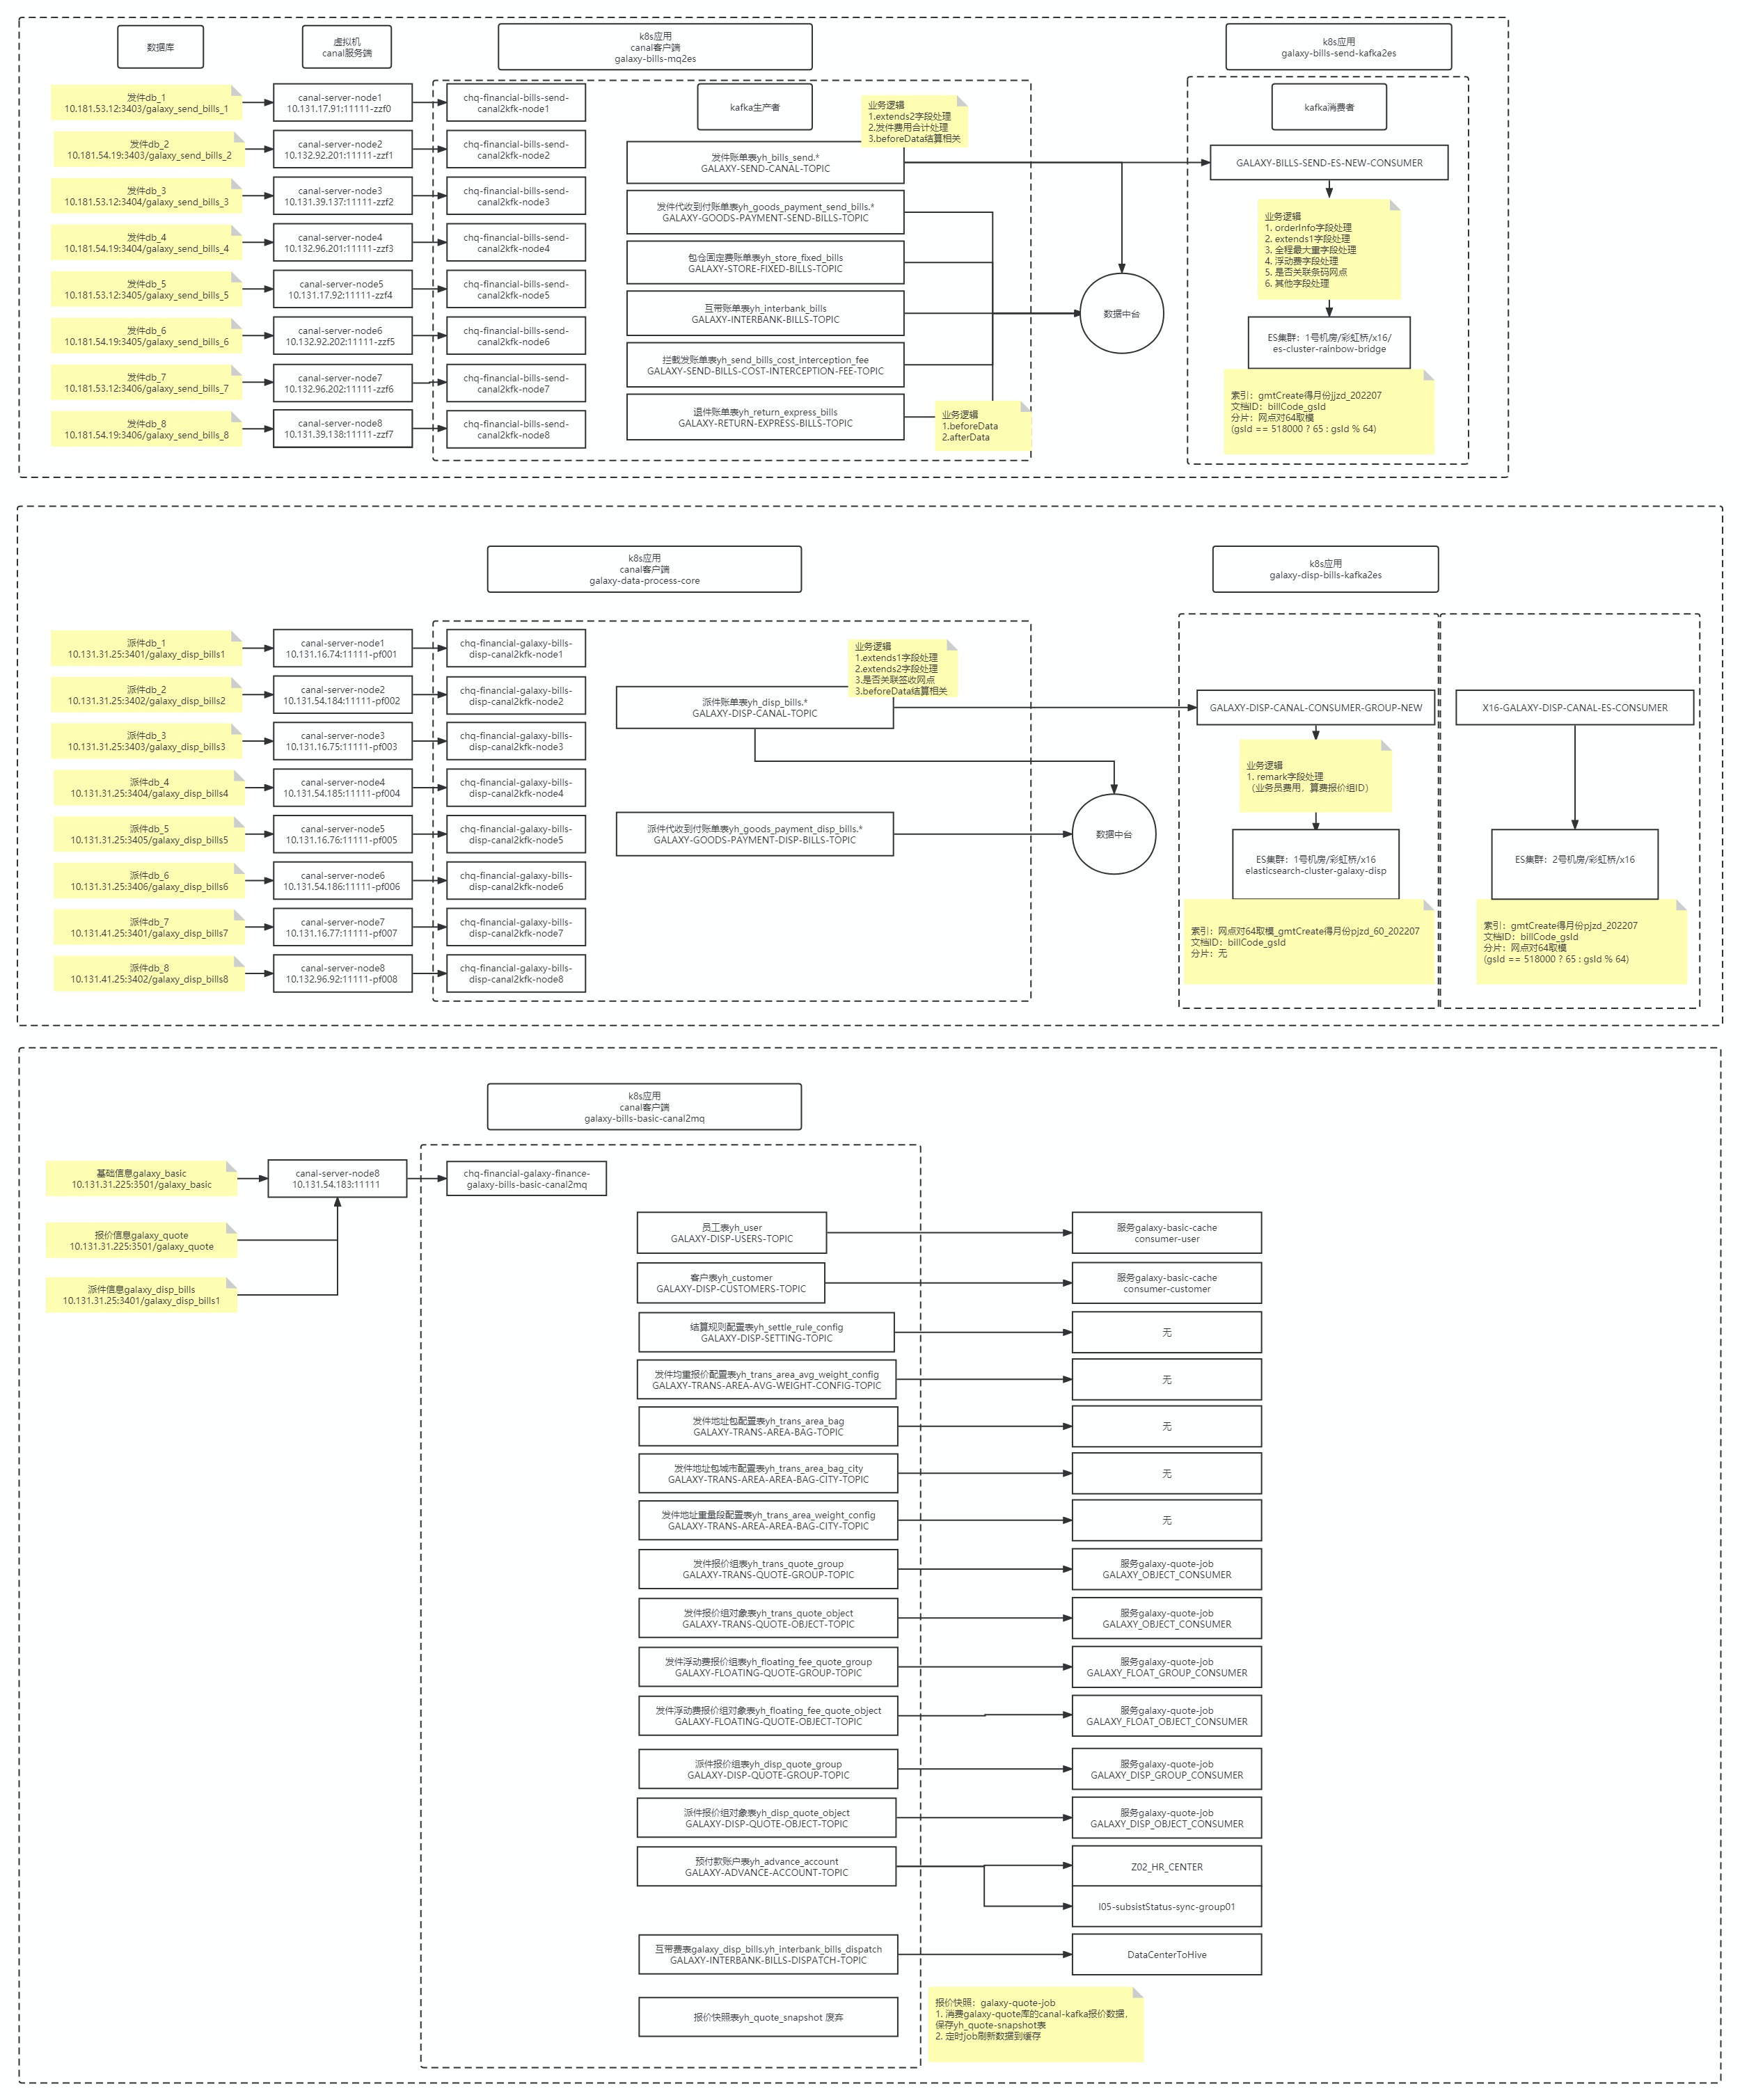 数据库
虚拟机
canal服务端
k8s应用
canal客户端
galaxy-bills-mq2es
k8s应用
galaxy-bills-send-kafka2es
发件db_1
10.181.53.12:3403/galaxy_send_bills_1
canal-server-node1
10.131.17.91:11111-zzf0
chq-financial-bills-send-
canal2kfk-node1
发件db_2
10.181.54.19:3403/galaxy_send_bills_2
canal-server-node2
10.132.92.201:11111-zzf1
chq-financial-bills-send-
canal2kfk-node2
发件db_3
10.181.53.12:3404/galaxy_send_bills_3
canal-server-node3
10.131.39.137:11111-zzf2
chq-financial-bills-send-
canal2kfk-node3
发件db_4
10.181.54.19:3404/galaxy_send_bills_4
canal-server-node4
10.132.96.201:11111-zzf3
chq-financial-bills-send-
canal2kfk-node4
发件db_5
10.181.53.12:3405/galaxy_send_bills_5
canal-server-node5
10.131.17.92:11111-zzf4
chq-financial-bills-send-
canal2kfk-node5
发件db_6
10.181.54.19:3405/galaxy_send_bills_6
canal-server-node6
10.132.92.202:11111-zzf5
chq-financial-bills-send-
canal2kfk-node6
发件db_7
10.181.53.12:3406/galaxy_send_bills_7
canal-server-node7
10.132.96.202:11111-zzf6
chq-financial-bills-send-
canal2kfk-node7
发件db_8
10.181.54.19:3406/galaxy_send_bills_8
canal-server-node8
10.131.39.138:11111-zzf7
chq-financial-bills-send-
canal2kfk-node8
kafka生产者
业务逻辑
1.extends2字段处理
2.发件费用合计处理
3.beforeData结算相关
发件账单表yh_bills_send.*
GALAXY-SEND-CANAL-TOPIC
发件代收到付账单表yh_goods_payment_send_bills.*
GALAXY-GOODS-PAYMENT-SEND-BILLS-TOPIC
包仓固定费账单表yh_store_fixed_bills
GALAXY-STORE-FIXED-BILLS-TOPIC
互带账单表yh_interbank_bills
GALAXY-INTERBANK-BILLS-TOPIC
拦截发账单表yh_send_bills_cost_interception_fee
GALAXY-SEND-BILLS-COST-INTERCEPTION-FEE-TOPIC
退件账单表yh_return_express_bills
GALAXY-RETURN-EXPRESS-BILLS-TOPIC
业务逻辑
1.beforeData
2.afterData
数据中台
kafka消费者
GALAXY-BILLS-SEND-ES-NEW-CONSUMER
业务逻辑
1. orderInfo字段处理
2. extends1字段处理
3. 全程最大重字段处理
4. 浮动费字段处理
5. 是否关联条码网点
6. 其他字段处理
ES集群：1号机房/彩虹桥/x16/
es-cluster-rainbow-bridge
索引：gmtCreate得月份jjzd_202207
文档ID：billCode_gsId
分片：网点对64取模
(gsId == 518000 ? 65 : gsId % 64)
k8s应用
canal客户端
galaxy-data-process-core
k8s应用
galaxy-disp-bills-kafka2es
派件db_1
10.131.31.25:3401/galaxy_disp_bills1
canal-server-node1
10.131.16.74:11111-pf001
chq-financial-galaxy-bills-
disp-canal2kfk-node1
派件db_2
10.131.31.25:3402/galaxy_disp_bills2
canal-server-node2
10.131.54.184:11111-pf002
chq-financial-galaxy-bills-
disp-canal2kfk-node2
派件db_3
10.131.31.25:3403/galaxy_disp_bills3
canal-server-node3
10.131.16.75:11111-pf003
chq-financial-galaxy-bills-
disp-canal2kfk-node3
派件db_4
10.131.31.25:3404/galaxy_disp_bills4
canal-server-node4
10.131.54.185:11111-pf004
chq-financial-galaxy-bills-
disp-canal2kfk-node4
派件db_5
10.131.31.25:3405/galaxy_disp_bills5
canal-server-node5
10.131.16.76:11111-pf005
chq-financial-galaxy-bills-
disp-canal2kfk-node5
派件db_6
10.131.31.25:3406/galaxy_disp_bills6
canal-server-node6
10.131.54.186:11111-pf006
chq-financial-galaxy-bills-
disp-canal2kfk-node6
派件db_7
10.131.41.25:3401/galaxy_disp_bills7
canal-server-node7
10.131.16.77:11111-pf007
chq-financial-galaxy-bills-
disp-canal2kfk-node7
派件db_8
10.131.41.25:3402/galaxy_disp_bills8
canal-server-node8
10.132.96.92:11111-pf008
chq-financial-galaxy-bills-
disp-canal2kfk-node8
业务逻辑
1.extends1字段处理
2.extends2字段处理
3.是否关联签收网点
3.beforeData结算相关
派件账单表yh_disp_bills.*
GALAXY-DISP-CANAL-TOPIC
派件代收到付账单表yh_goods_payment_disp_bills.*
GALAXY-GOODS-PAYMENT-DISP-BILLS-TOPIC
数据中台
GALAXY-DISP-CANAL-CONSUMER-GROUP-NEW
业务逻辑
1. remark字段处理
（业务员费用，算费报价组ID）
ES集群：1号机房/彩虹桥/x16
elasticsearch-cluster-galaxy-disp
索引：网点对64取模_gmtCreate得月份pjzd_60_202207
文档ID：billCode_gsId
分片：无
X16-GALAXY-DISP-CANAL-ES-CONSUMER
ES集群：2号机房/彩虹桥/x16
索引：gmtCreate得月份pjzd_202207
文档ID：billCode_gsId
分片：网点对64取模
(gsId == 518000 ? 65 : gsId % 64)
k8s应用
canal客户端
galaxy-bills-basic-canal2mq
基础信息galaxy_basic
10.131.31.225:3501/galaxy_basic
canal-server-node8
10.131.54.183:11111
chq-financial-galaxy-finance-
galaxy-bills-basic-canal2mq
报价信息galaxy_quote
10.131.31.225:3501/galaxy_quote
派件信息galaxy_disp_bills
10.131.31.25:3401/galaxy_disp_bills1
员工表yh_user
GALAXY-DISP-USERS-TOPIC
服务galaxy-basic-cache
consumer-user
客户表yh_customer
GALAXY-DISP-CUSTOMERS-TOPIC
服务galaxy-basic-cache
consumer-customer
结算规则配置表yh_settle_rule_config
GALAXY-DISP-SETTING-TOPIC
无
发件均重报价配置表yh_trans_area_avg_weight_config
GALAXY-TRANS-AREA-AVG-WEIGHT-CONFIG-TOPIC
无
发件地址包配置表yh_trans_area_bag
GALAXY-TRANS-AREA-BAG-TOPIC
无
发件地址包城市配置表yh_trans_area_bag_city
GALAXY-TRANS-AREA-AREA-BAG-CITY-TOPIC
无
发件地址重量段配置表yh_trans_area_weight_config
GALAXY-TRANS-AREA-AREA-BAG-CITY-TOPIC
无
发件报价组表yh_trans_quote_group
GALAXY-TRANS-QUOTE-GROUP-TOPIC
服务galaxy-quote-job
GALAXY_OBJECT_CONSUMER
发件报价组对象表yh_trans_quote_object
GALAXY-TRANS-QUOTE-OBJECT-TOPIC
服务galaxy-quote-job
GALAXY_OBJECT_CONSUMER
发件浮动费报价组表yh_floating_fee_quote_group
GALAXY-FLOATING-QUOTE-GROUP-TOPIC
服务galaxy-quote-job
GALAXY_FLOAT_GROUP_CONSUMER
发件浮动费报价组对象表yh_floating_fee_quote_object
GALAXY-FLOATING-QUOTE-OBJECT-TOPIC
服务galaxy-quote-job
GALAXY_FLOAT_OBJECT_CONSUMER
派件报价组表yh_disp_quote_group
GALAXY-DISP-QUOTE-GROUP-TOPIC
服务galaxy-quote-job
GALAXY_DISP_GROUP_CONSUMER
派件报价组对象表yh_disp_quote_object
GALAXY-DISP-QUOTE-OBJECT-TOPIC
服务galaxy-quote-job
GALAXY_DISP_OBJECT_CONSUMER
预付款账户表yh_advance_account
GALAXY-ADVANCE-ACCOUNT-TOPIC
Z02_HR_CENTER
I05-subsistStatus-sync-group01
互带费表galaxy_disp_bills.yh_interbank_bills_dispatch
GALAXY-INTERBANK-BILLS-DISPATCH-TOPIC
DataCenterToHive
报价快照表yh_quote_snapshot 废弃
报价快照：galaxy-quote-job
1. 消费galaxy-quote库的canal-kafka报价数据，
保存yh_quote-snapshot表
2. 定时job刷新数据到缓存